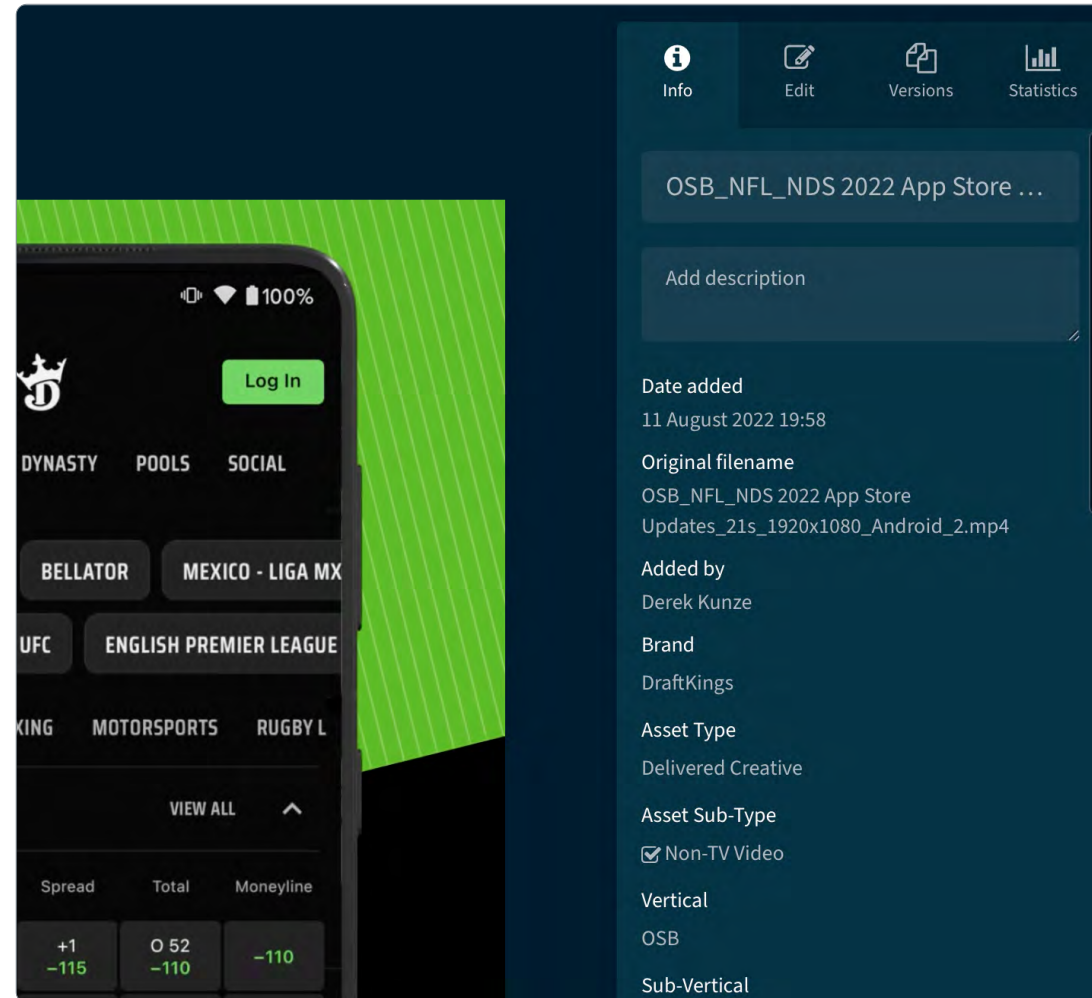 100%
Log In
DYNASTY POOLS SOCIAL
BELLATOR MEXICO - LIGA MX
UFC ENGLISH PREMIER LEAGUE
KING MOTORSPORTS RUGBY L
VIEW ALL
Spread Total Moneyline
+1 O 52
-115 -110 -110
Info Edit Versions Statistics
OSB_NFL_NDS 2022 App Store ...
Add description
Date added
11 August 2022 19:58
Original filename
OSB_NFL_NDS 2022 App Store
Updates_21s_1920x1080_Android_2.mp4
Added by
Derek Kunze
Brand
DraftKings
Asset Type
Delivered Creative
Asset Sub-Type
Non-TV Video
Vertical
OSB
Sub-Vertical